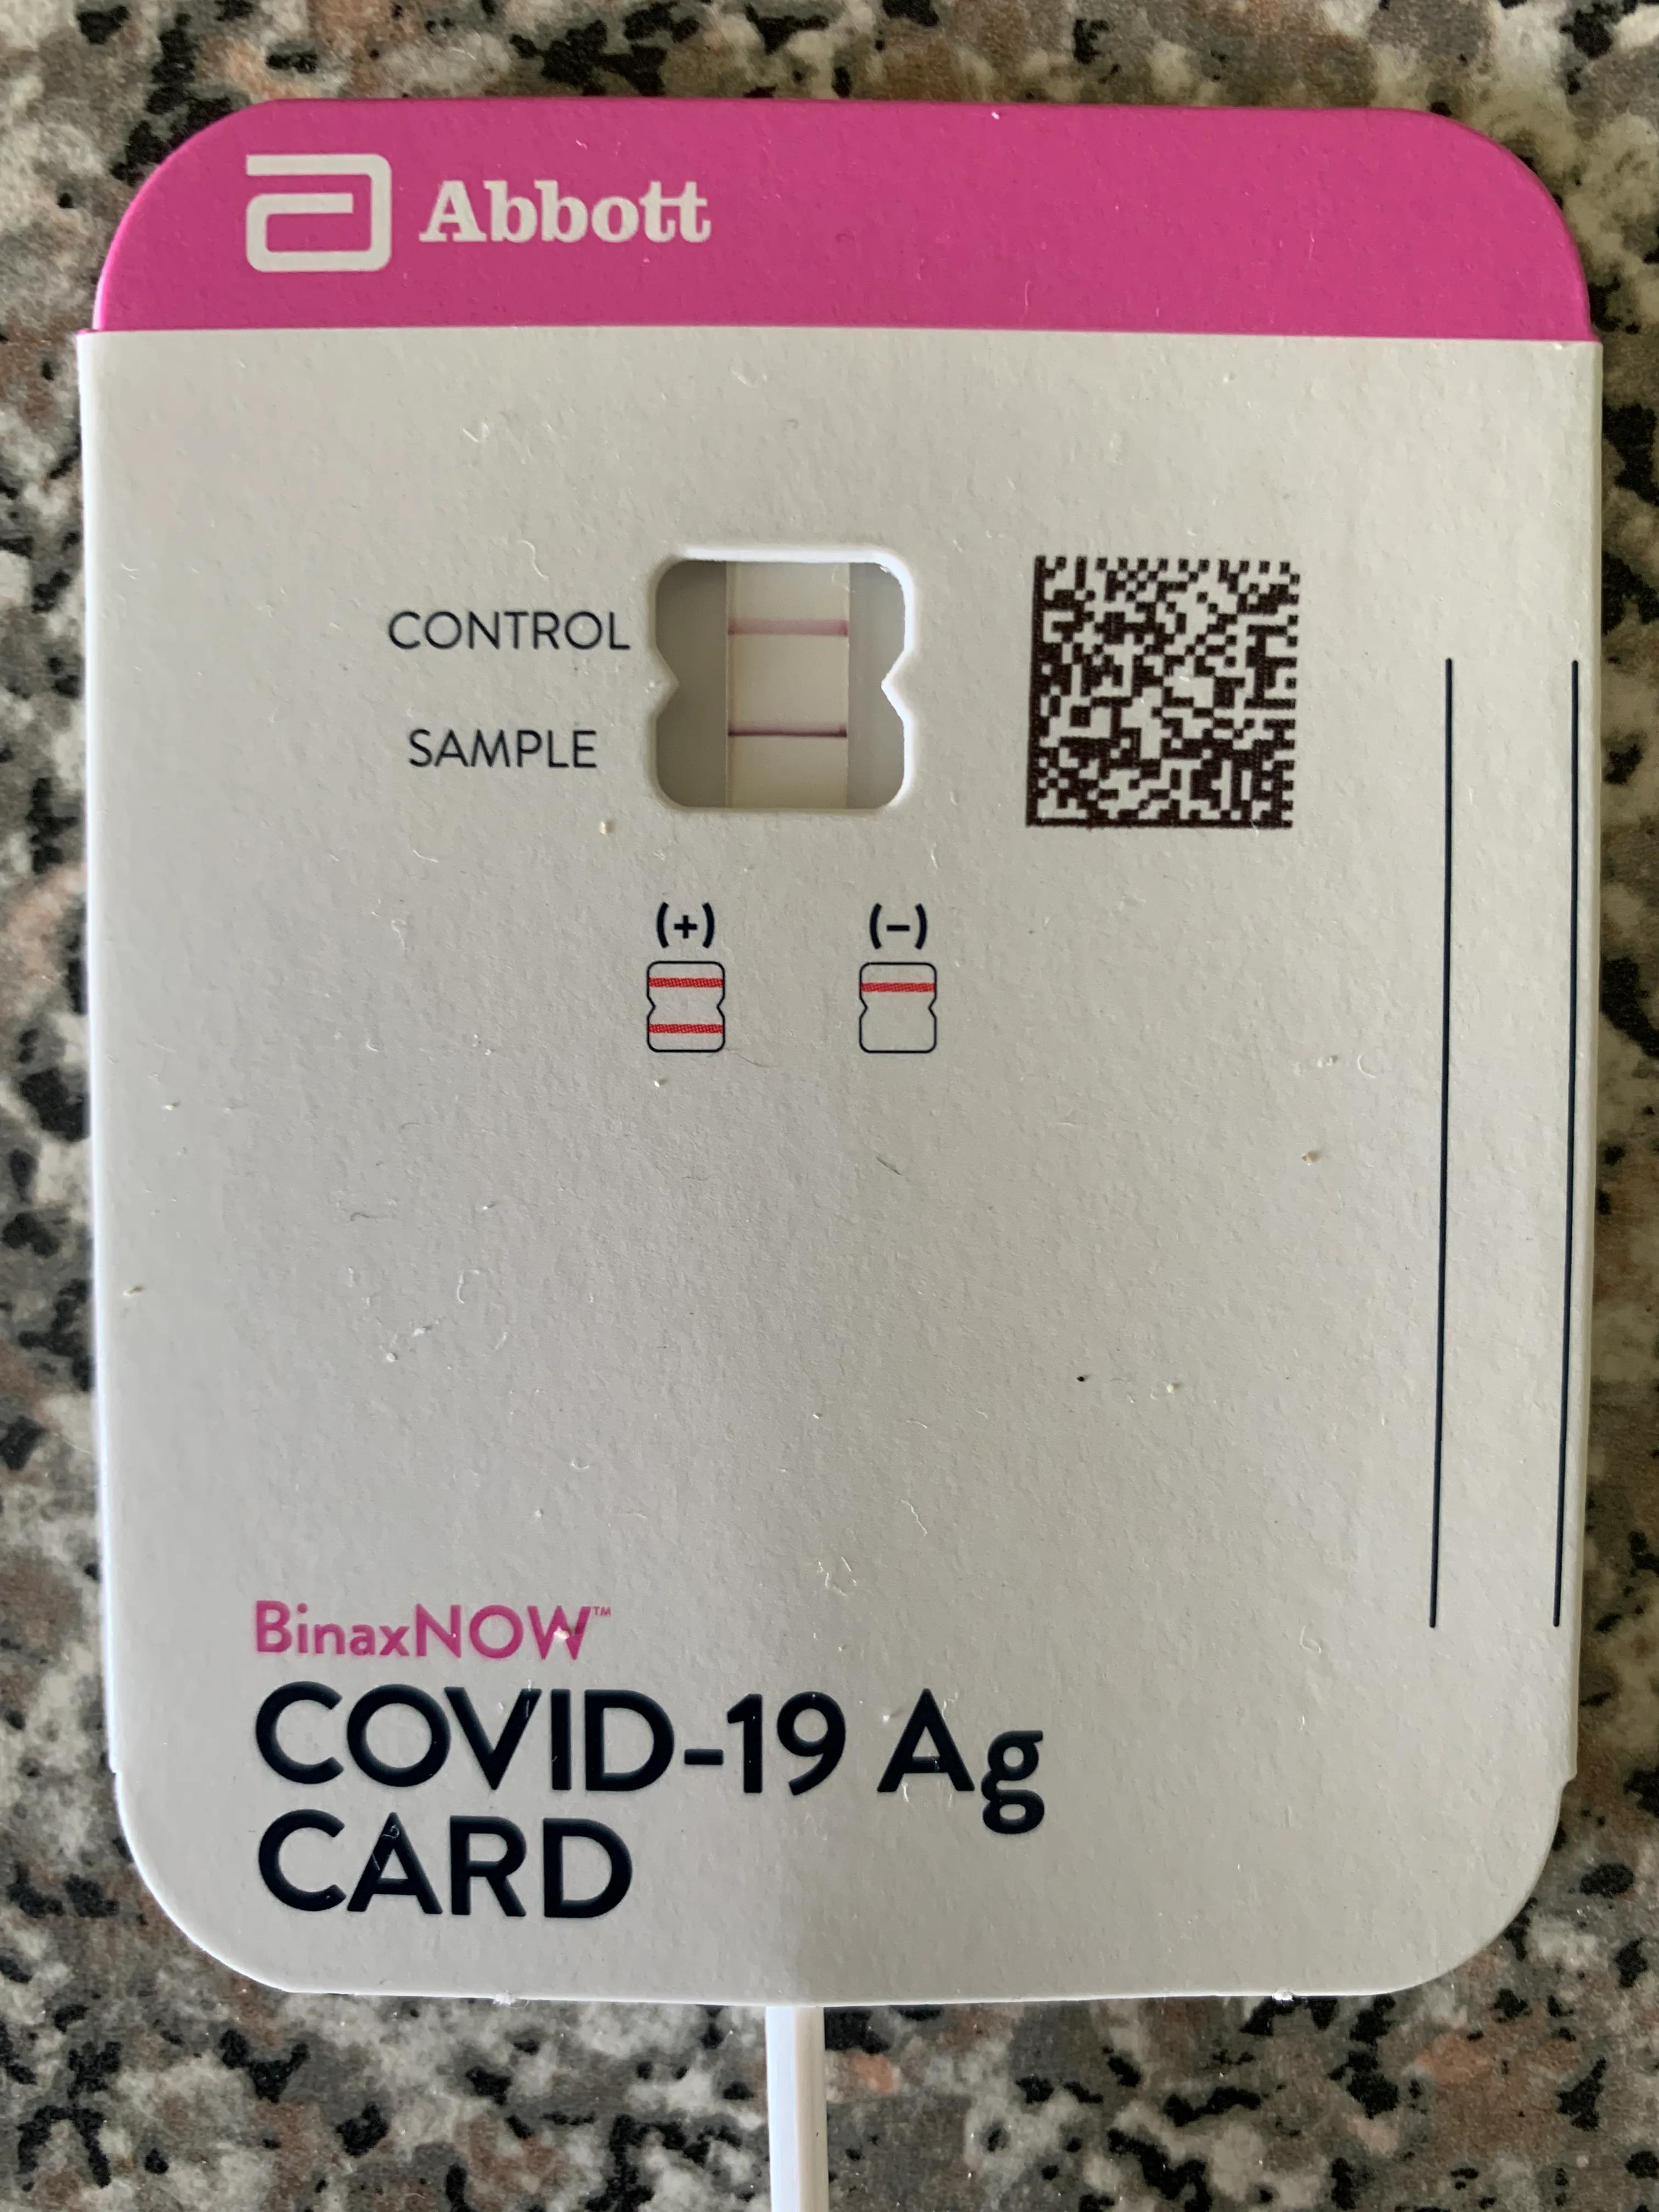 Abbott
CONTROL
SAMPLE
(+) (-)
BinaxNOW™
COVID-19 Ag
CARD